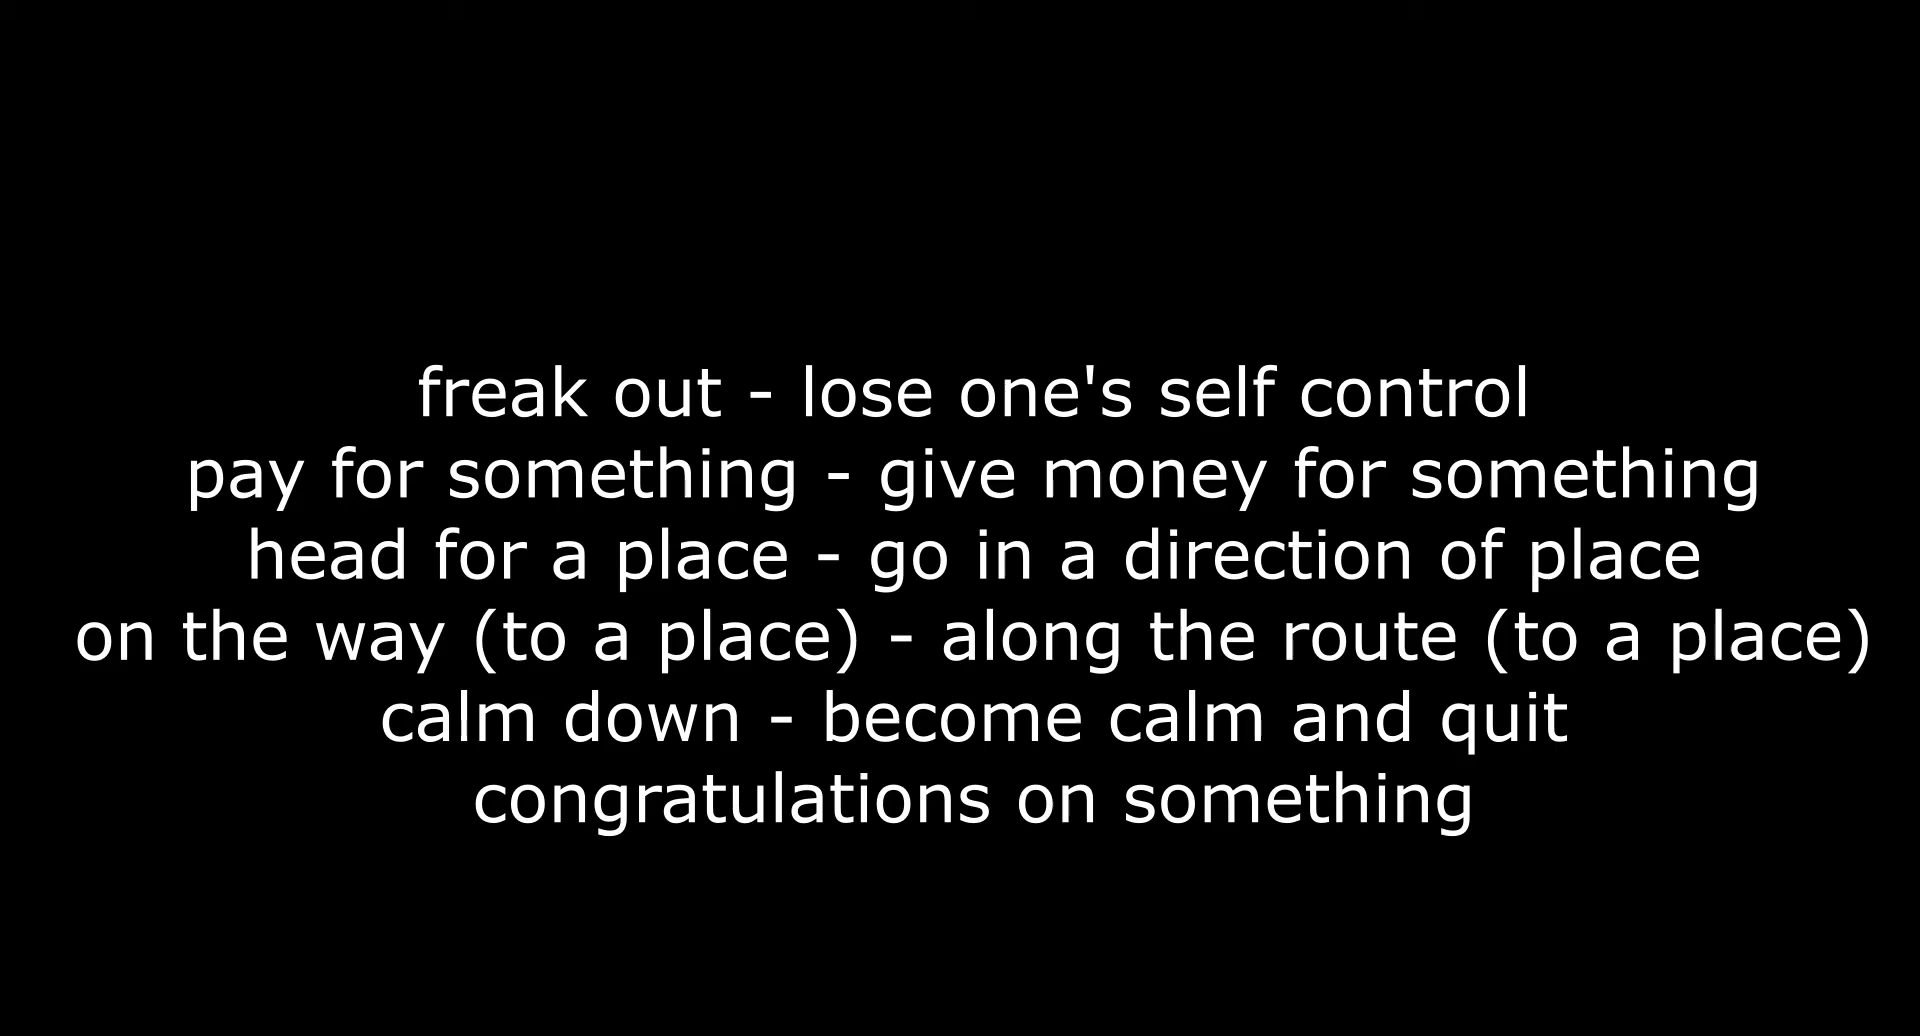 freak out - lose one's self control
pay for something - give money for something
head for a place - go in a direction of place
on the way (to a place) - along the route (to a place)
calm down - become calm and quit
congratulations on something